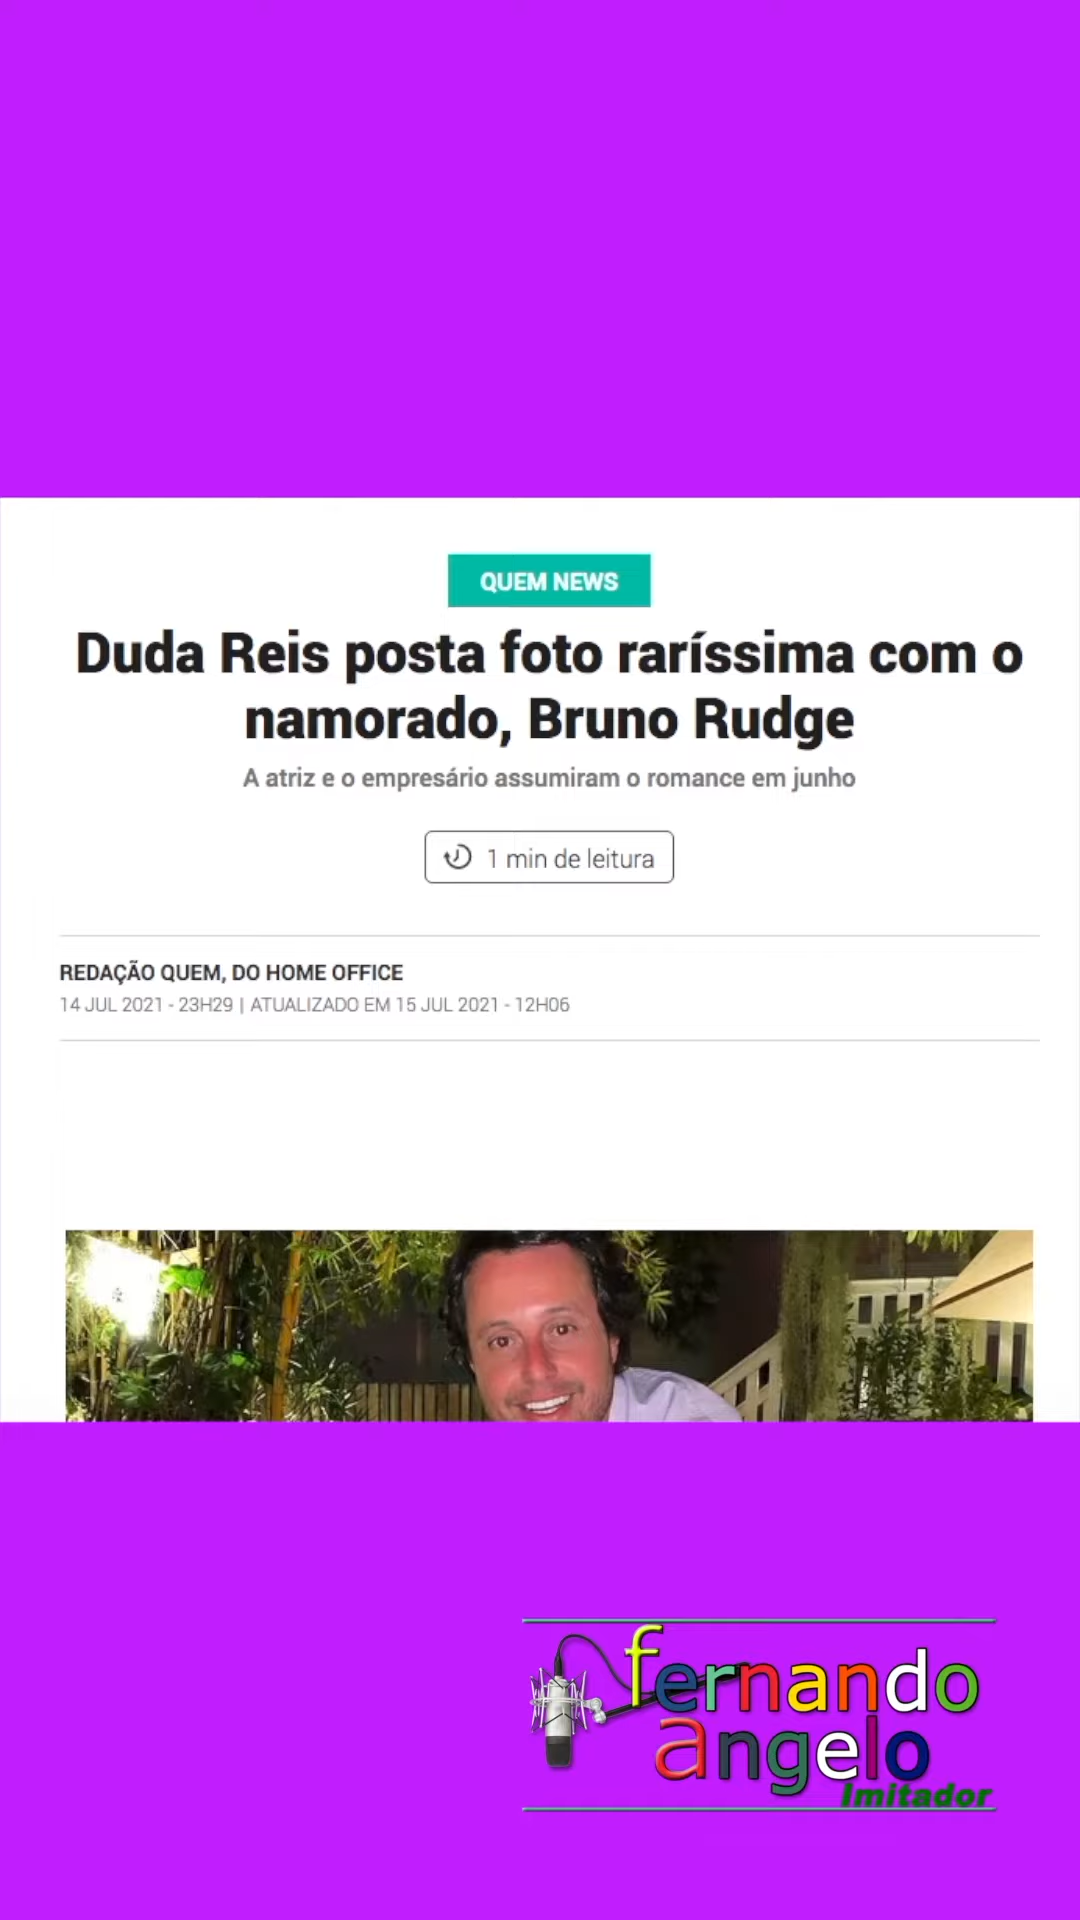 QUEM NEWS
Duda Reis posta foto raríssima com o
namorado, Bruno Rudge
A atriz e o empresário assumiram o romance em junho
1 min de leitura
REDAÇÃO QUEM, DO HOME OFFICE
14 JUL 2021 - 23H29 | ATUALIZADO EM 15 JUL 2021 - 12H06
fernando
angelo
Imitador